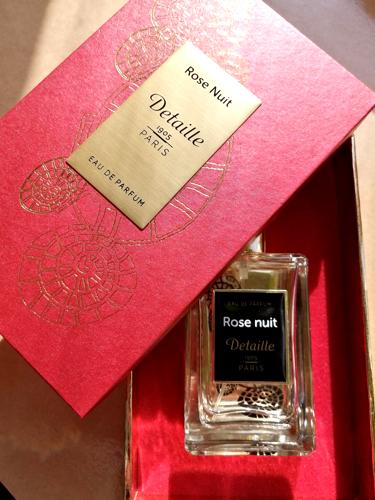 Rose Nuit
Detaille
1905
PARIS
EAU DE PARFUM
EAU DE PARFUM
Rose nuit
Detaille
1905
PARIS